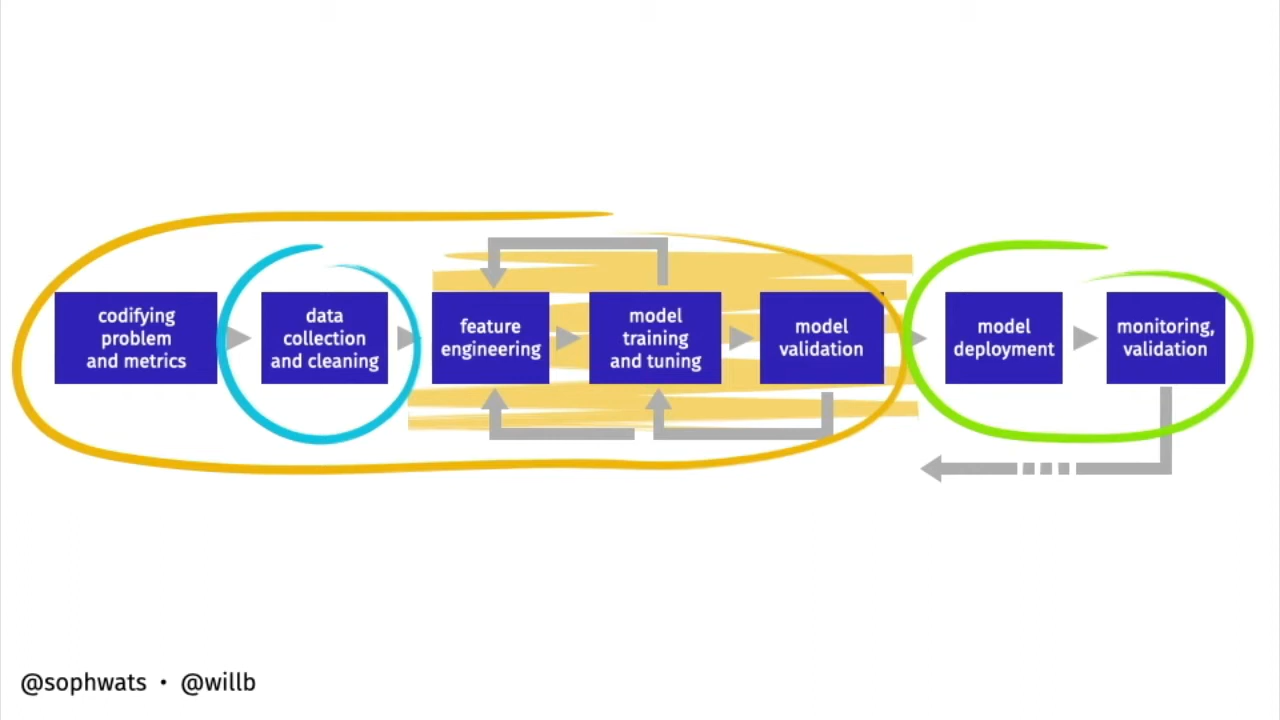 codifying
problem
and metrics
data
collection
and cleaning
feature
engineering
model
training
and tuning
model
validation
model
deployment
monitoring,
validation
@sophwats • @willb